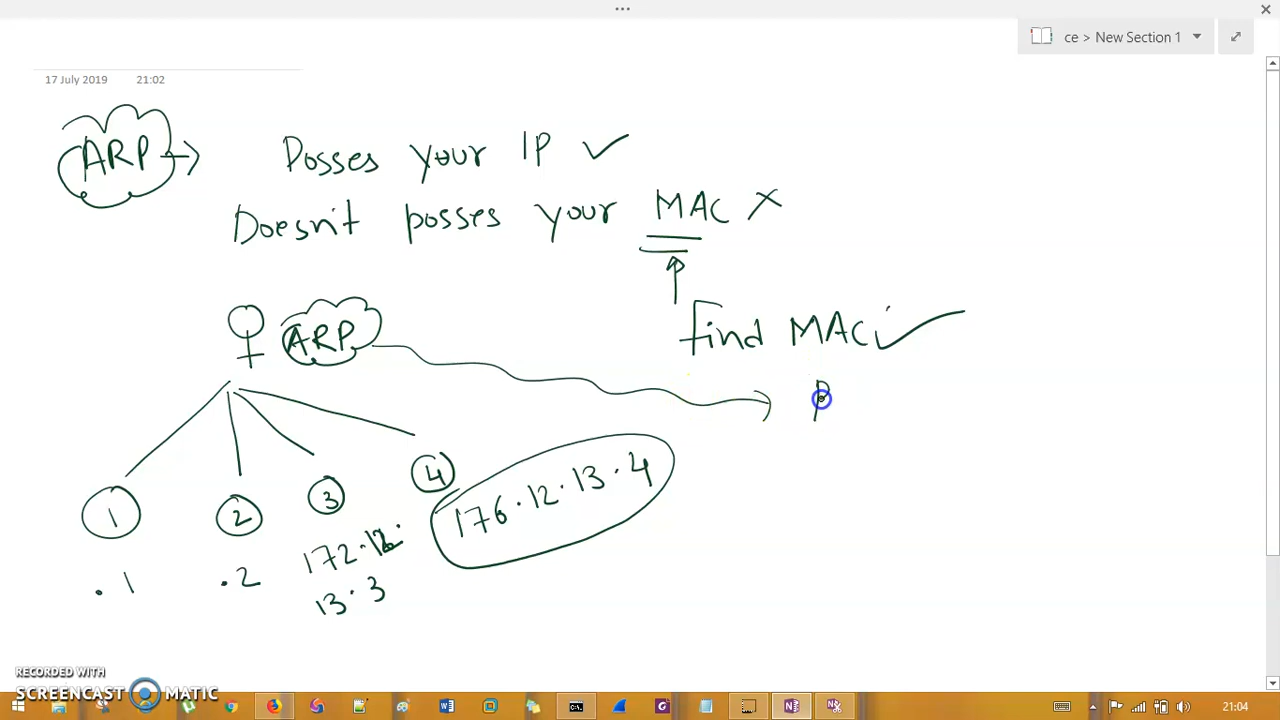 ce > New Section 1
17 July 2019 21:02
ARP → Posses your IP ✓
Doesn't posses your MAC X
find MAC ✓
ARP
P
1 2 3 4
176.12.13.4
172.12.
13.3
.1 .2
RECORDED WITH
SCREENCAST MATIC
21:04